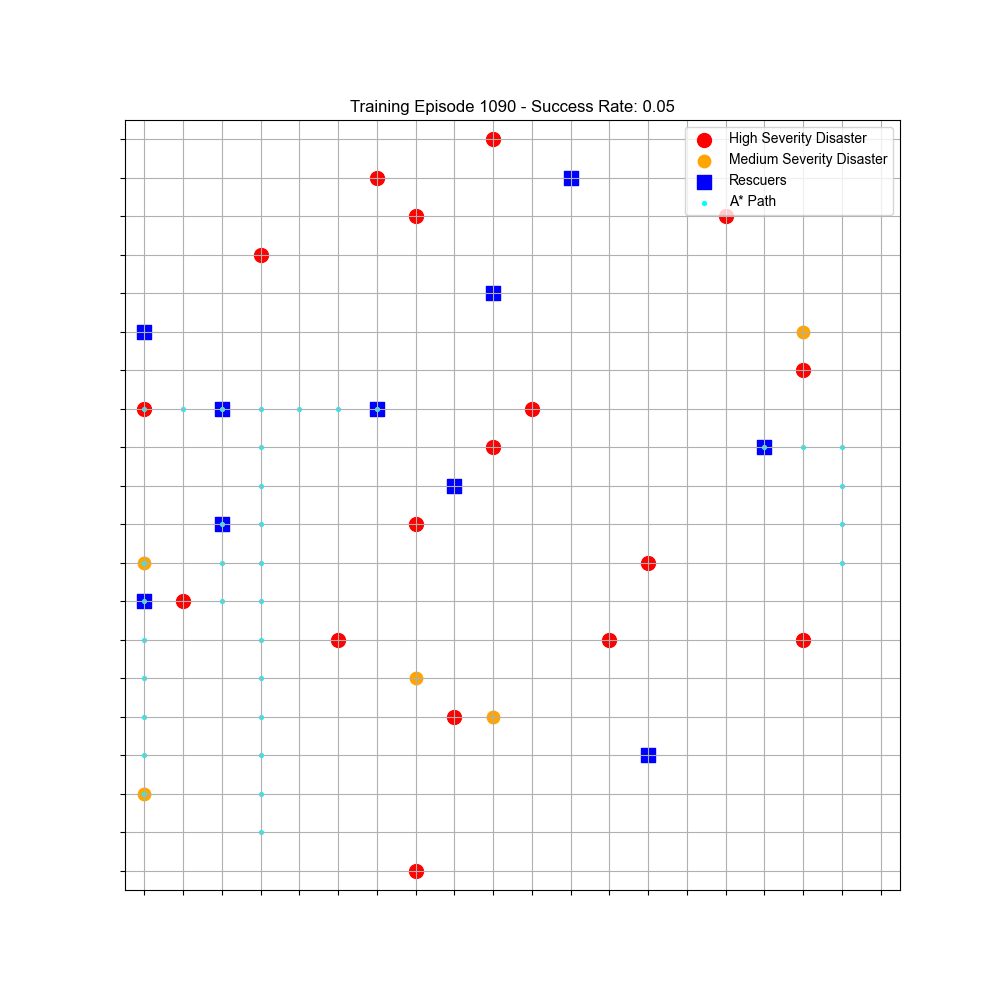 Training Episode 1090 - Success Rate: 0.05
High Severity Disaster
Medium Severity Disaster
Rescuers
A* Path